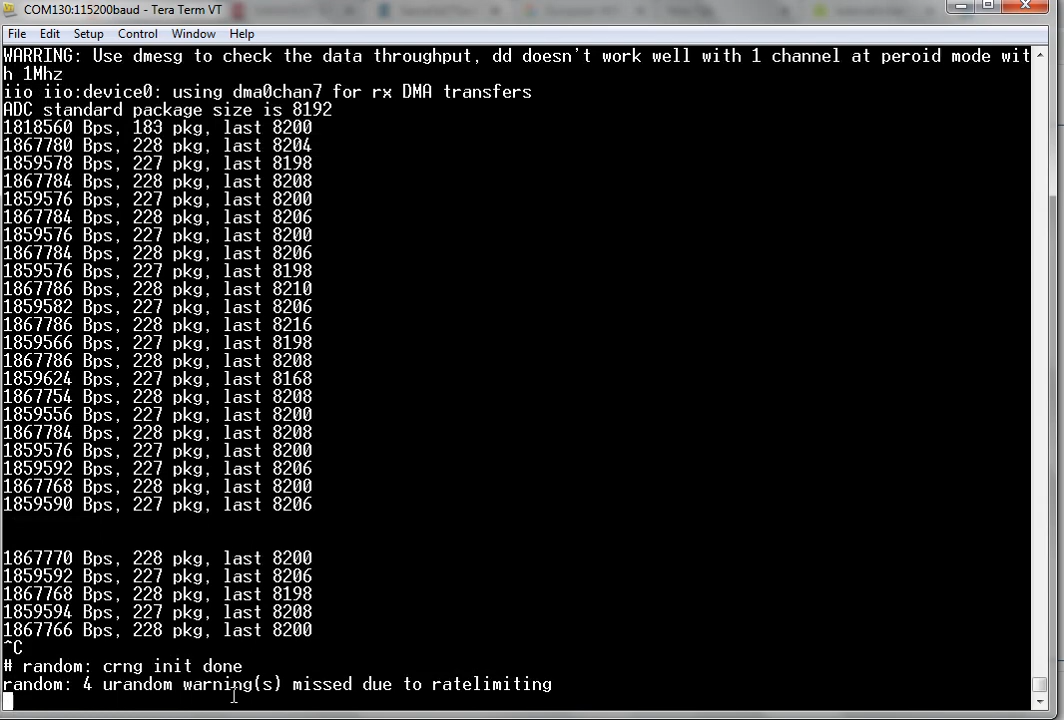 COM130:115200baud - Tera Term VT
File Edit Setup Control Window Help
WARRING: Use dmesg to check the data throughput, dd doesn't work well with 1 channel at peroid mode wit
h 1Mhz
iio iio:device0: using dma0chan7 for rx DMA transfers
ADC standard package size is 8192
1818560 Bps, 183 pkg, last 8200
1867780 Bps, 228 pkg, last 8204
1859578 Bps, 227 pkg, last 8198
1867784 Bps, 228 pkg, last 8208
1859576 Bps, 227 pkg, last 8200
1867784 Bps, 228 pkg, last 8206
1859576 Bps, 227 pkg, last 8200
1867784 Bps, 228 pkg, last 8206
1859576 Bps, 227 pkg, last 8198
1867786 Bps, 228 pkg, last 8210
1859582 Bps, 227 pkg, last 8206
1867786 Bps, 228 pkg, last 8216
1859566 Bps, 227 pkg, last 8198
1867786 Bps, 228 pkg, last 8208
1859624 Bps, 227 pkg, last 8168
1867754 Bps, 228 pkg, last 8208
1859556 Bps, 227 pkg, last 8200
1867784 Bps, 228 pkg, last 8208
1859576 Bps, 227 pkg, last 8200
1859592 Bps, 227 pkg, last 8206
1867768 Bps, 228 pkg, last 8200
1859590 Bps, 227 pkg, last 8206
1867770 Bps, 228 pkg, last 8200
1859592 Bps, 227 pkg, last 8206
1867768 Bps, 228 pkg, last 8198
1859594 Bps, 227 pkg, last 8208
1867766 Bps, 228 pkg, last 8200
^C
# random: crng init done
random: 4 urandom warning(s) missed due to ratelimiting